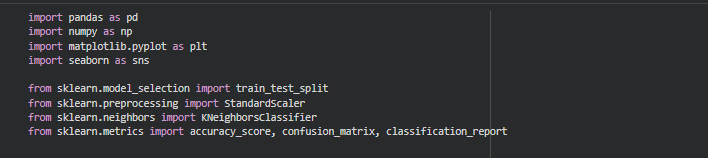 import pandas as pd
import numpy as np
import matplotlib.pyplot as plt
import seaborn as sns
from sklearn.model_selection import train_test_split
from sklearn.preprocessing import StandardScaler
from sklearn.neighbors import KNeighborsClassifier
from sklearn.metrics import accuracy_score, confusion_matrix, classification_report